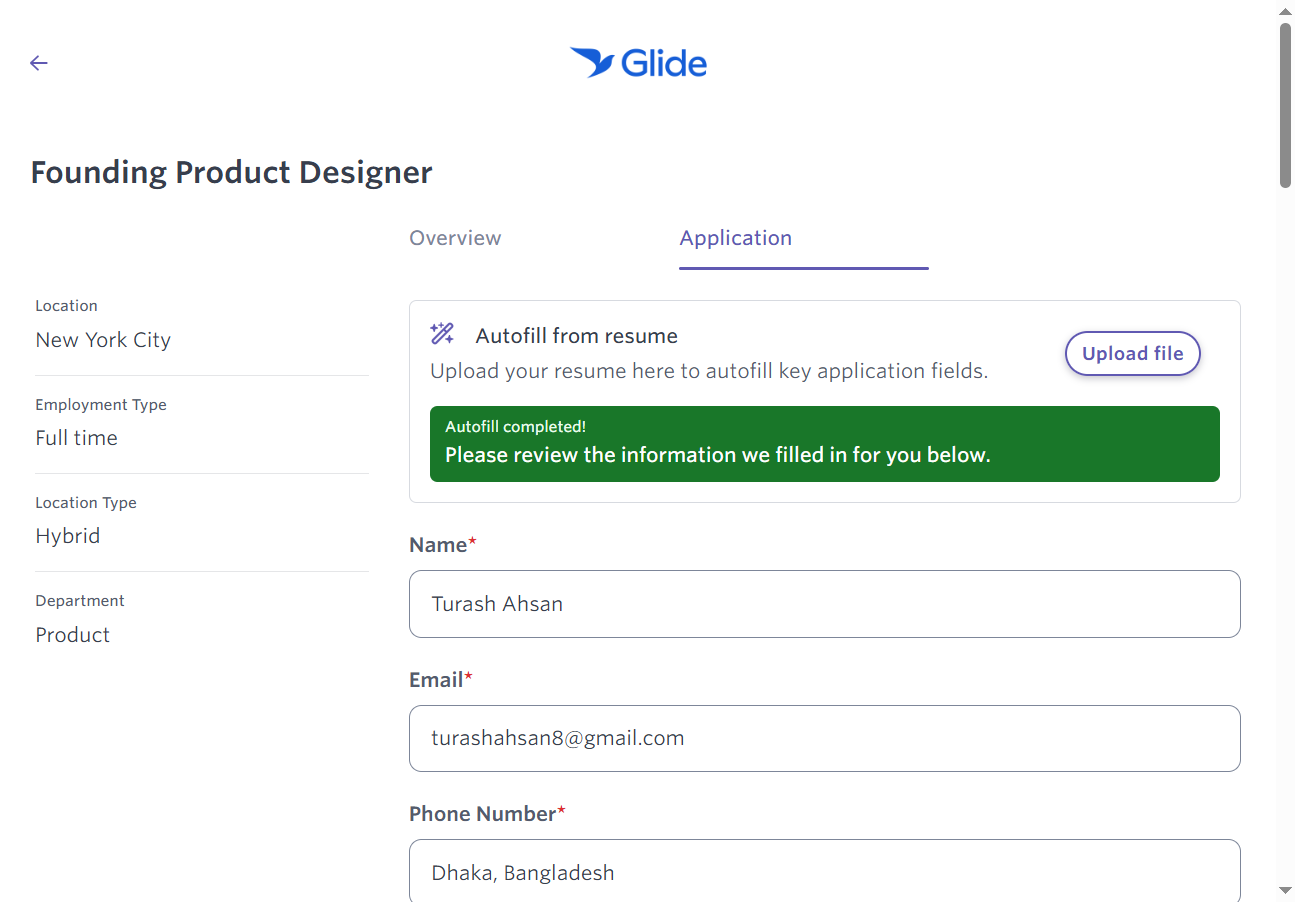 Glide
Founding Product Designer
Overview
Application
Location
New York City
Employment Type
Full time
Location Type
Hybrid
Department
Product
Autofill from resume
Upload your resume here to autofill key application fields.
Upload file
Autofill completed!
Please review the information we filled in for you below.
Name*
Turash Ahsan
Email*
turashahsan8@gmail.com
Phone Number*
Dhaka, Bangladesh